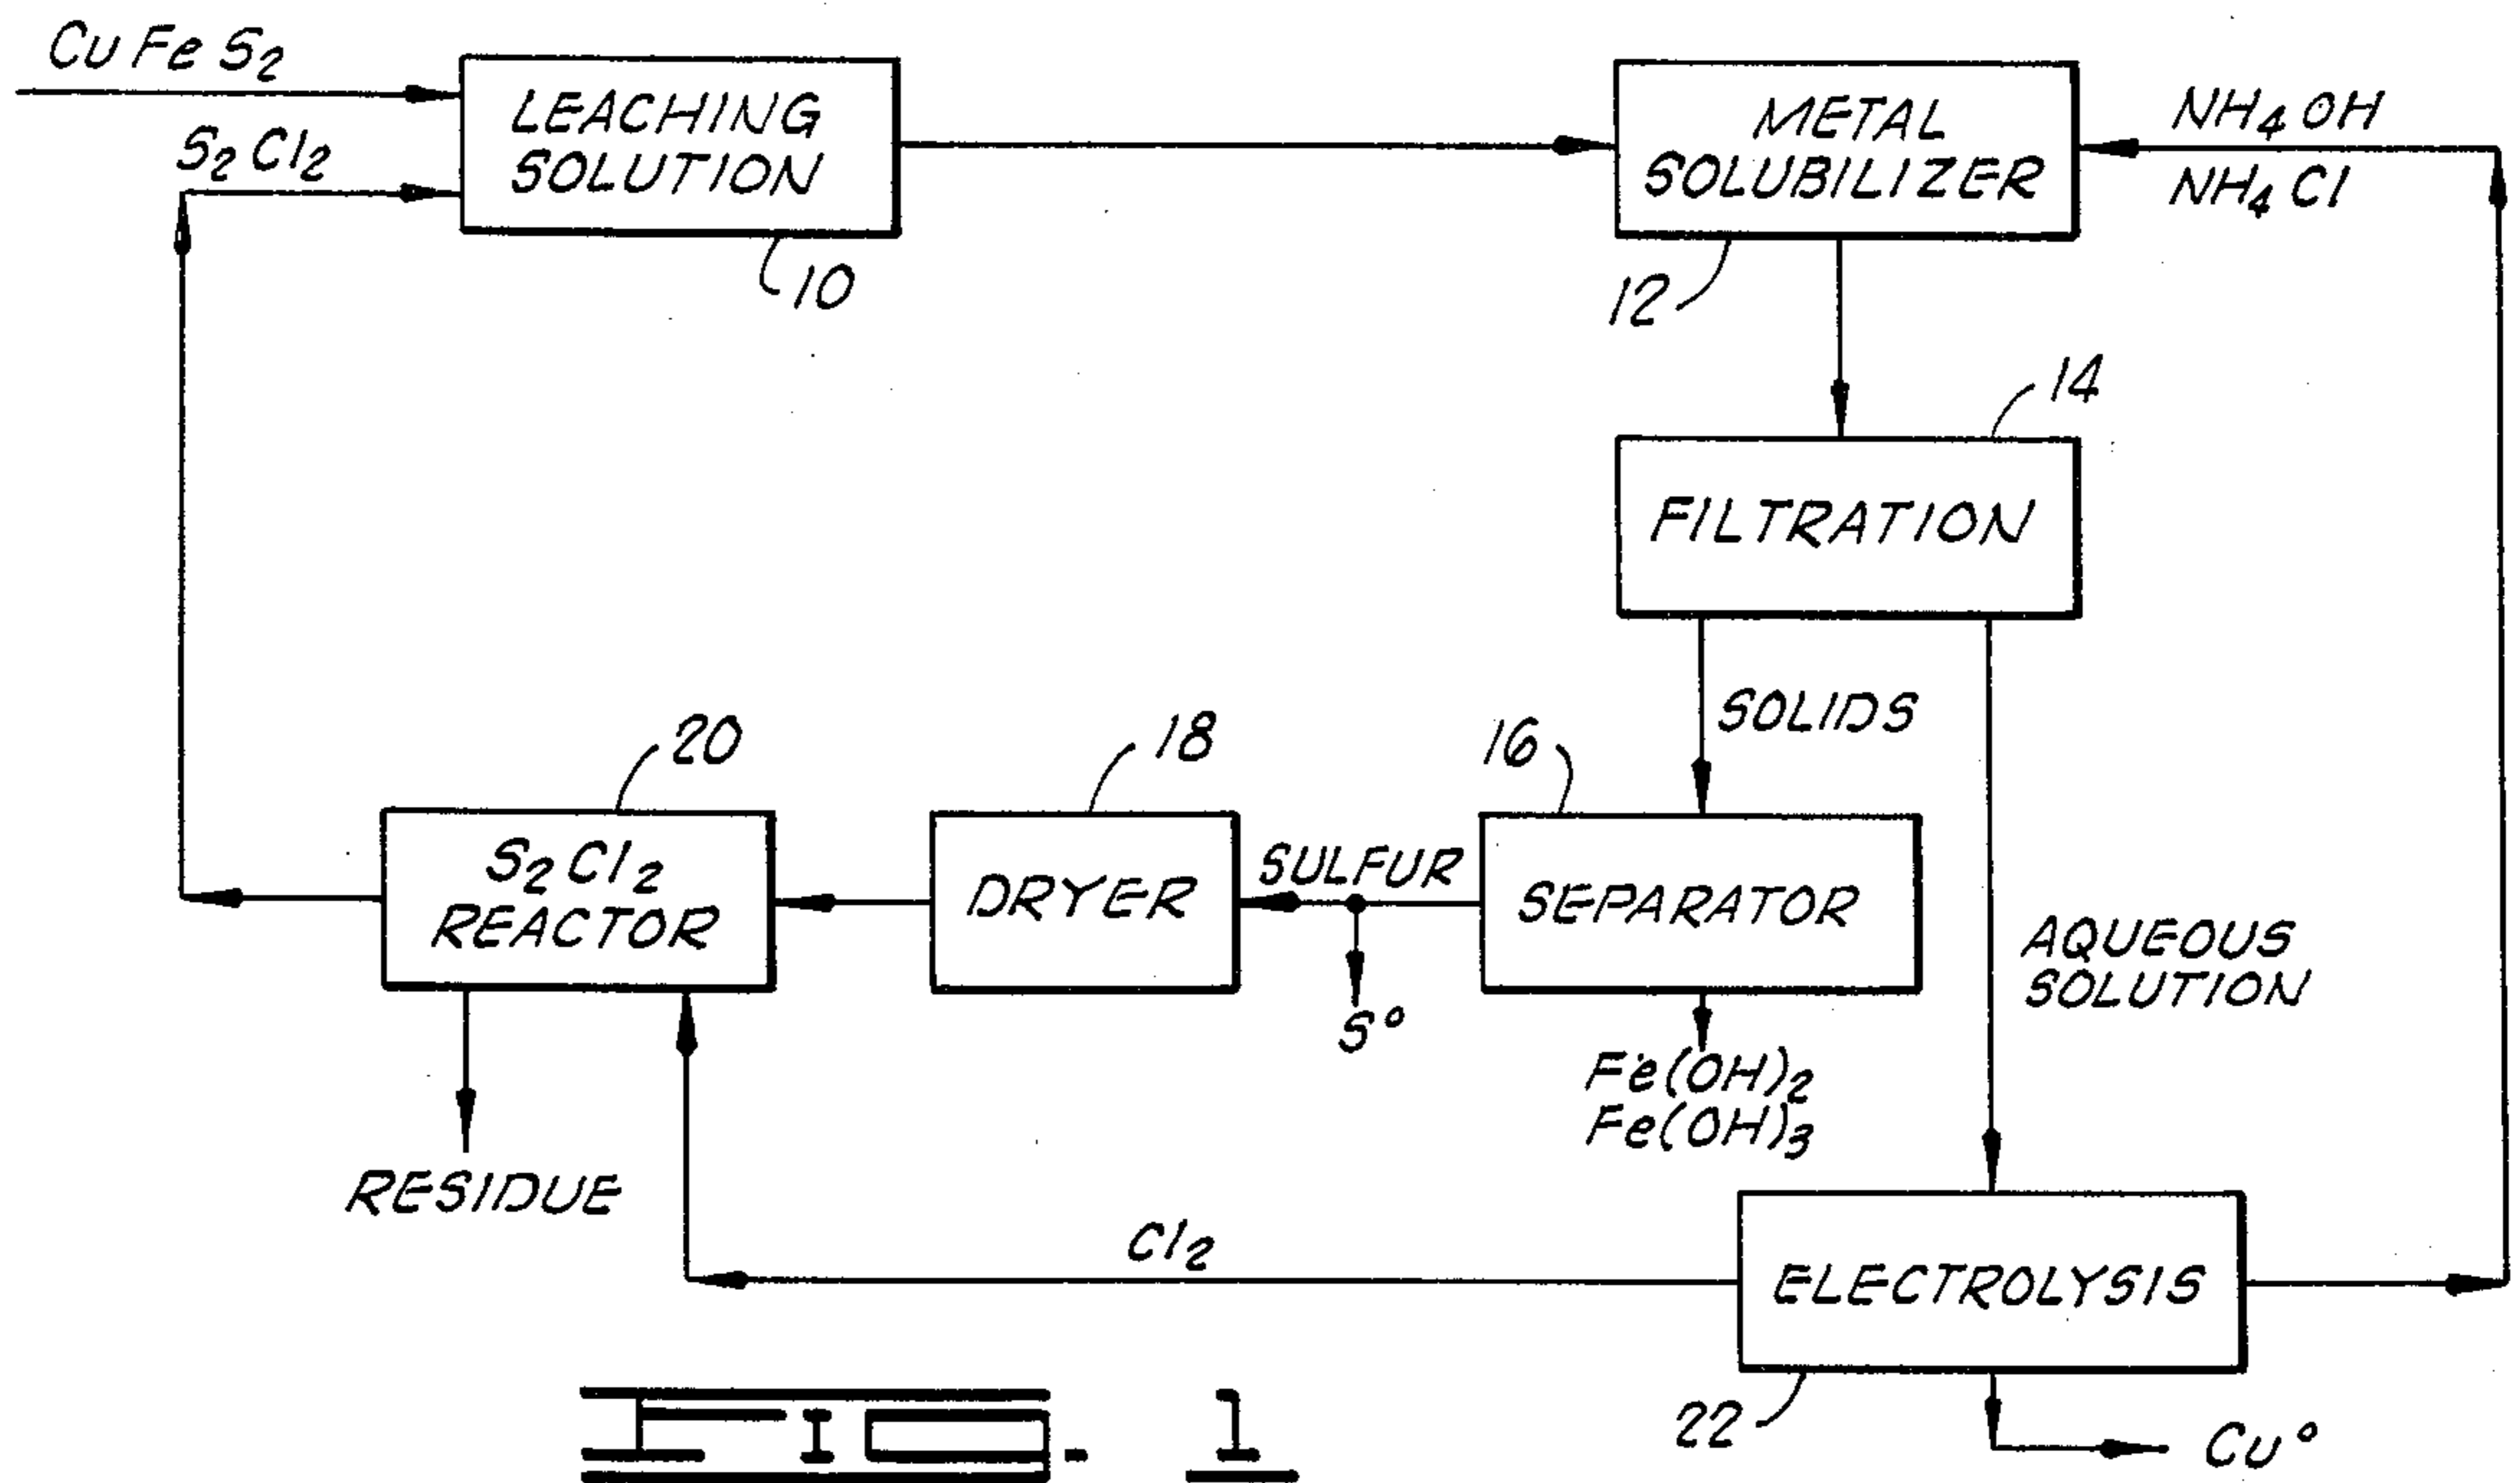 CuFeS₂
S₂Cl₂
LEACHING
SOLUTION
10
METAL
SOLUBILIZER
12
NH₄OH
NH₄Cl
14
FILTRATION
SOLIDS
AQUEOUS
SOLUTION
16
SEPARATOR
Fe(OH)₂
Fe(OH)₃
SULFUR
S°
18
DRYER
20
S₂Cl₂
REACTOR
RESIDUE
Cl₂
ELECTROLYSIS
22
Cu°
FIG. 1